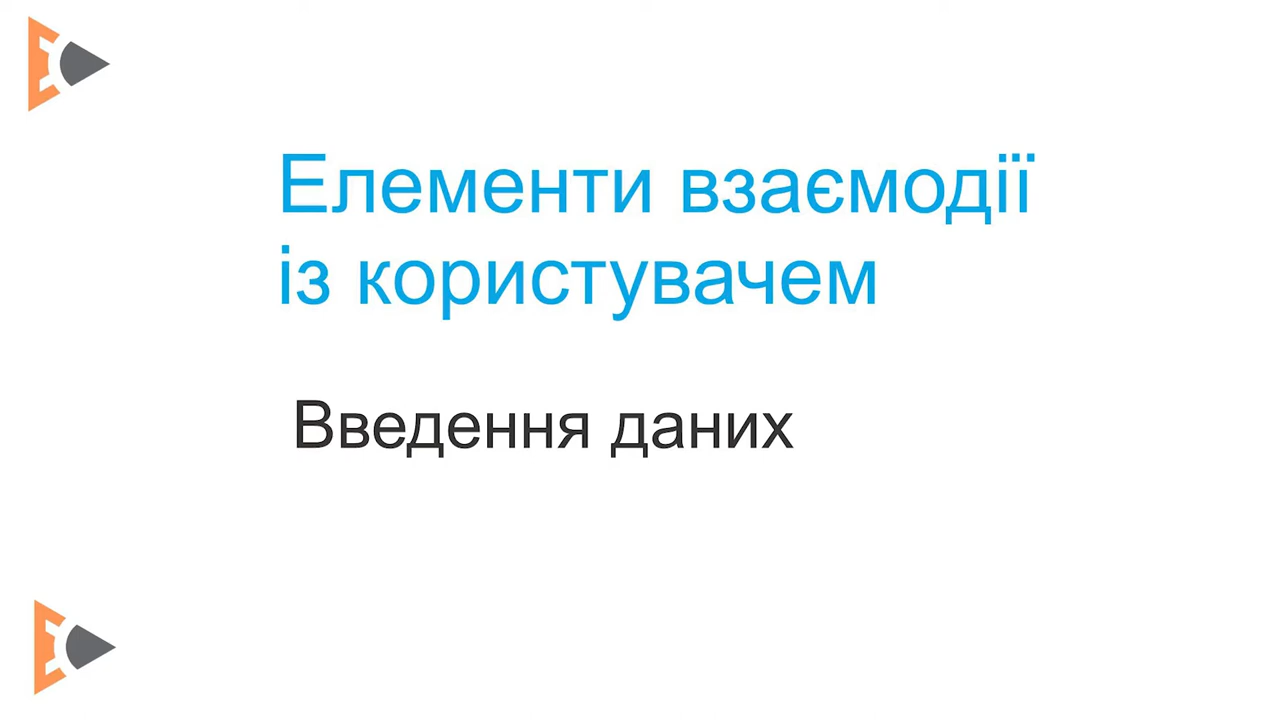 Елементи взаємодії
із користувачем
Введення даних